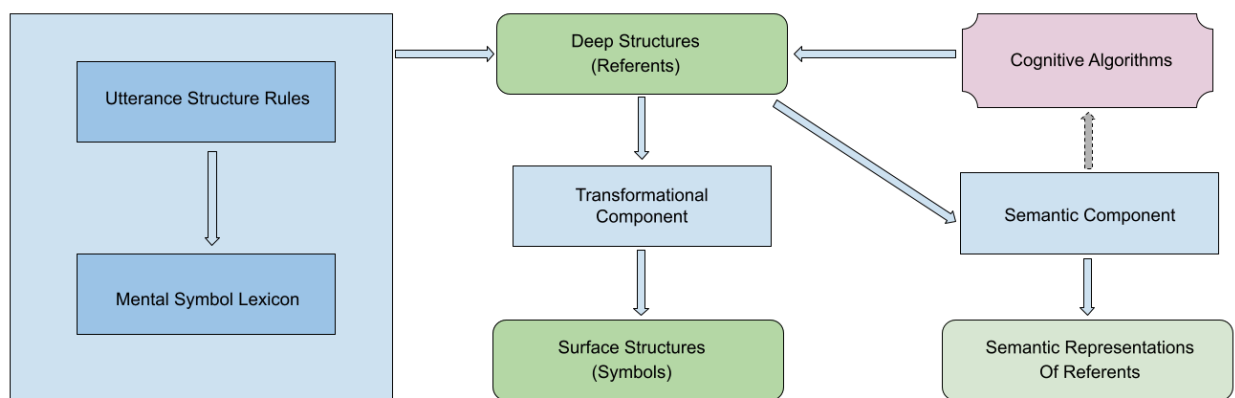 Utterance Structure Rules
Mental Symbol Lexicon
Deep Structures
(Referents)
Transformational
Component
Surface Structures
(Symbols)
Cognitive Algorithms
Semantic Component
Semantic Representations
Of Referents